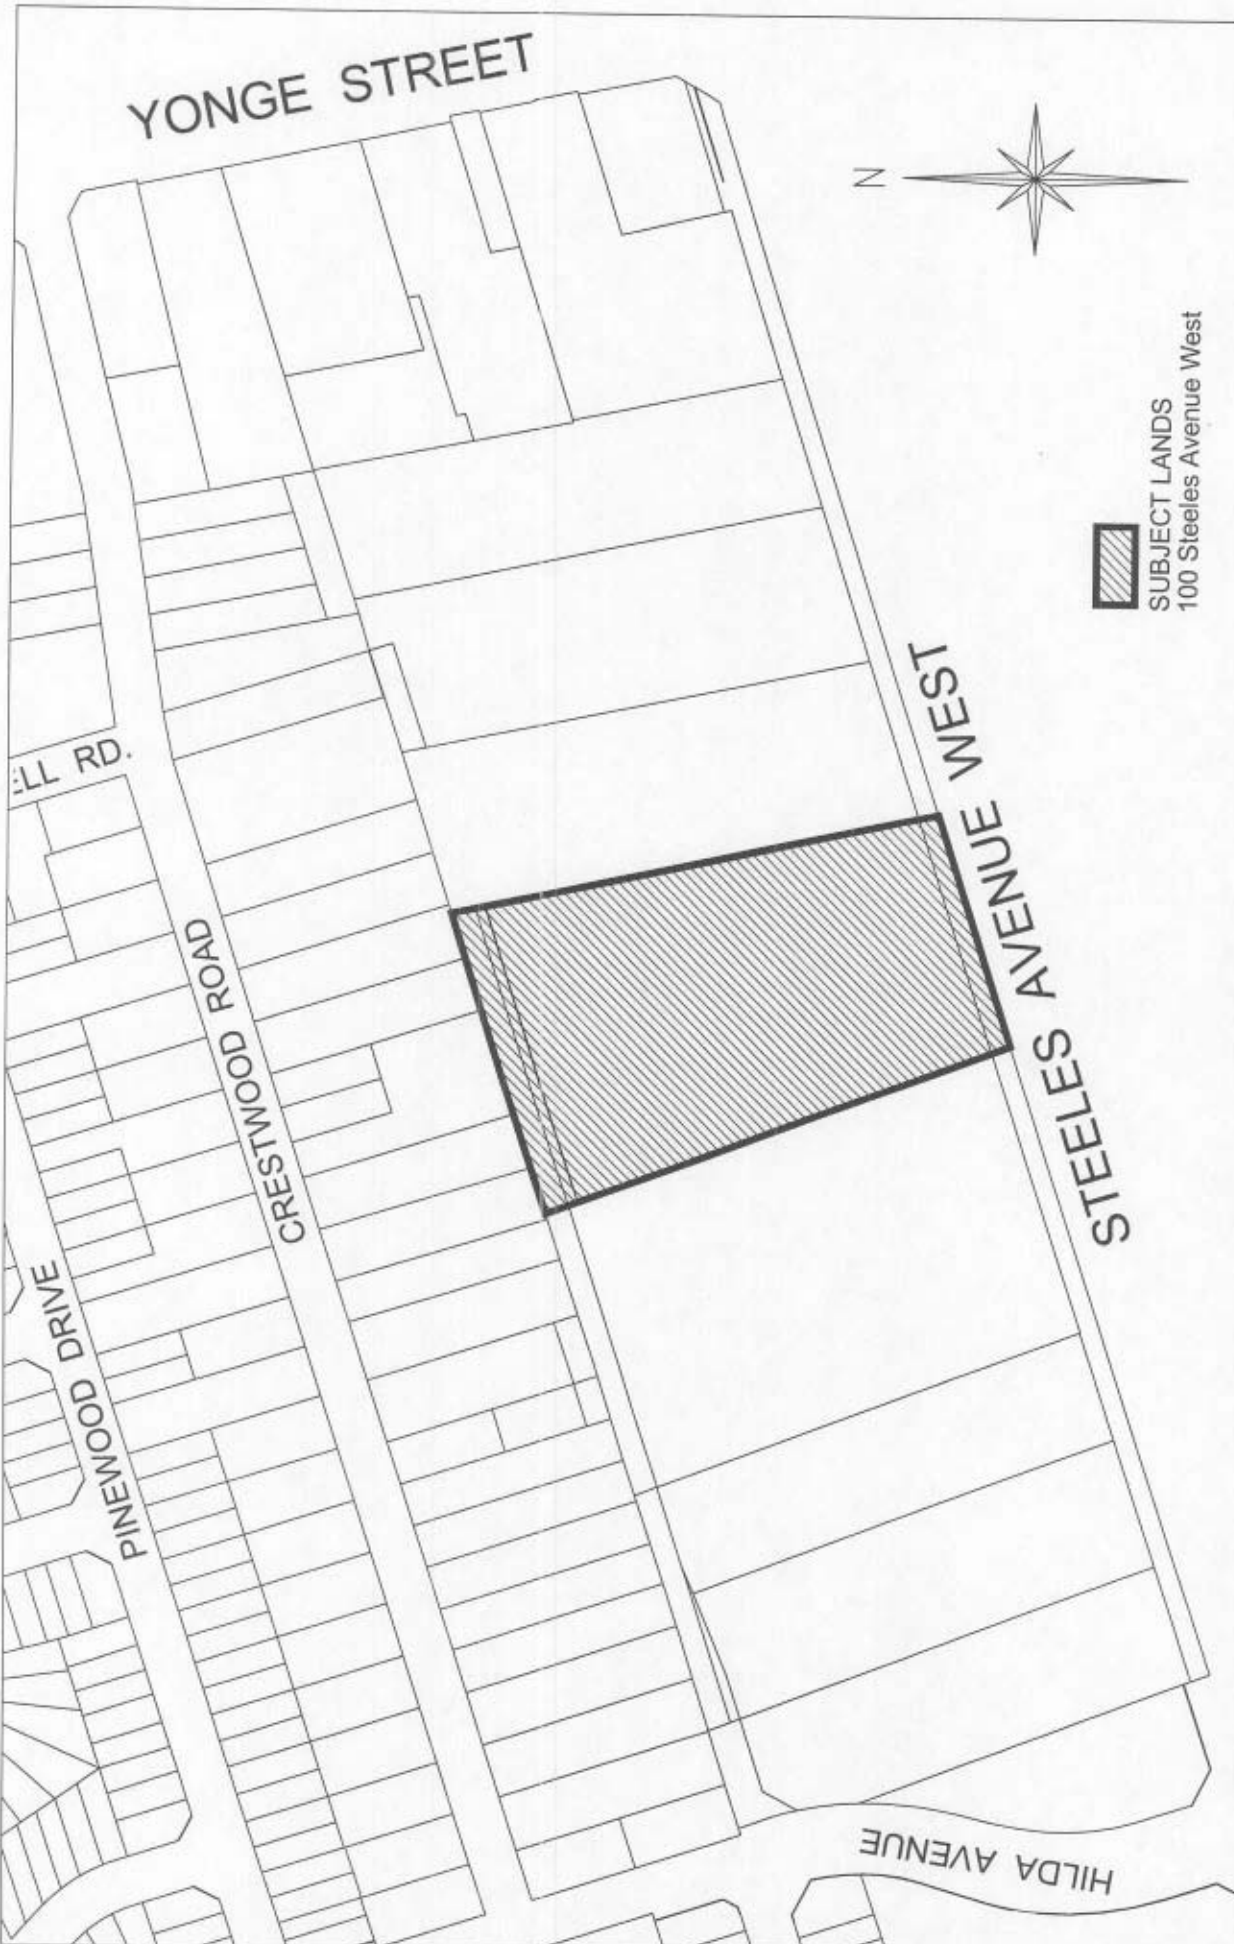 YONGE STREET
N
ELL RD.
SUBJECT LANDS
100 Steeles Avenue West
STEELES AVENUE WEST
CRESTWOOD ROAD
PINEWOOD DRIVE
HILDA AVENUE